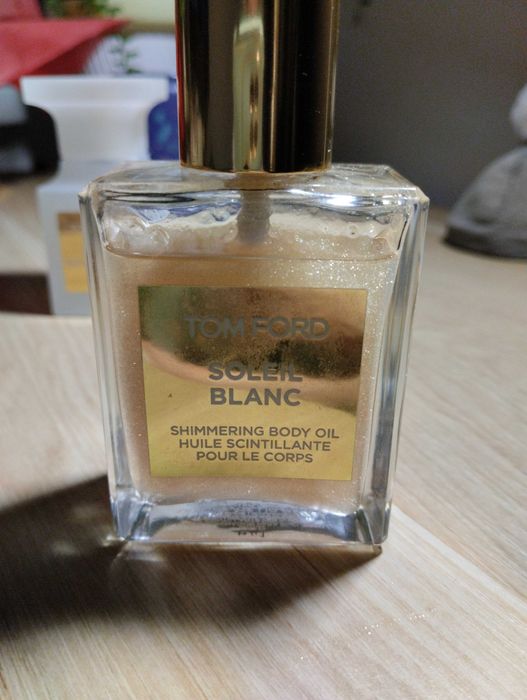 TOM FORD
SOLEIL
BLANC
SHIMMERING BODY OIL
HUILE SCINTILLANTE
POUR LE CORPS